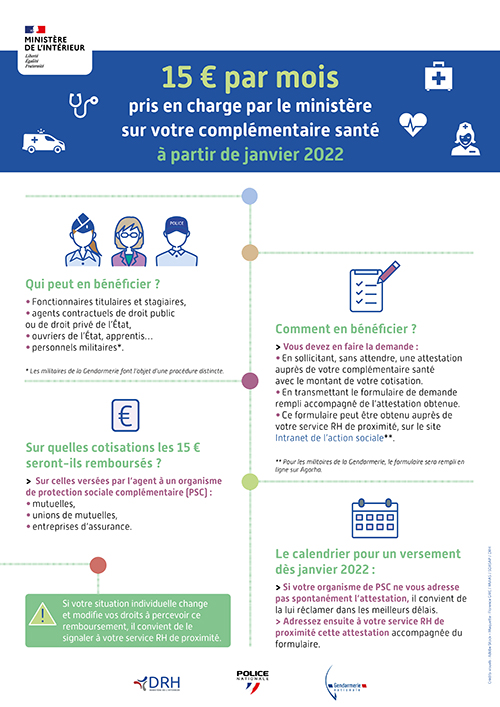 MINISTÈRE
DE L'INTÉRIEUR
Liberté
Égalité
Fraternité
15 € par mois
pris en charge par le ministère
sur votre complémentaire santé
à partir de janvier 2022
POLICE
Qui peut en bénéficier ?
• Fonctionnaires titulaires et stagiaires,
• agents contractuels de droit public
ou de droit privé de l'État,
• ouvriers de l'État, apprentis...
• personnels militaires*.
* Les militaires de la Gendarmerie font l'objet d'une procédure distincte.
Comment en bénéficier ?
> Vous devez en faire la demande :
• En sollicitant, sans attendre, une attestation
auprès de votre complémentaire santé
avec le montant de votre cotisation.
• En transmettant le formulaire de demande
rempli accompagné de l'attestation obtenue.
• Ce formulaire peut être obtenu auprès de
votre service RH de proximité, sur le site
Intranet de l'action sociale**.
** Pour les militaires de la Gendarmerie, le formulaire sera rempli en
ligne sur Agorha.
€
Sur quelles cotisations les 15 €
seront-ils remboursés ?
> Sur celles versées par l'agent à un organisme
de protection sociale complémentaire (PSC) :
• mutuelles,
• unions de mutuelles,
• entreprises d'assurance.
Le calendrier pour un versement
dès janvier 2022 :
> Si votre organisme de PSC ne vous adresse
pas spontanément l'attestation, il convient de
la lui réclamer dans les meilleurs délais.
> Adressez ensuite à votre service RH de
proximité cette attestation accompagnée du
formulaire.
Si votre situation individuelle change
et modifie vos droits à percevoir ce
remboursement, il convient de le
signaler à votre service RH de proximité.
DRH
POLICE
NATIONALE
Gendarmerie
nationale